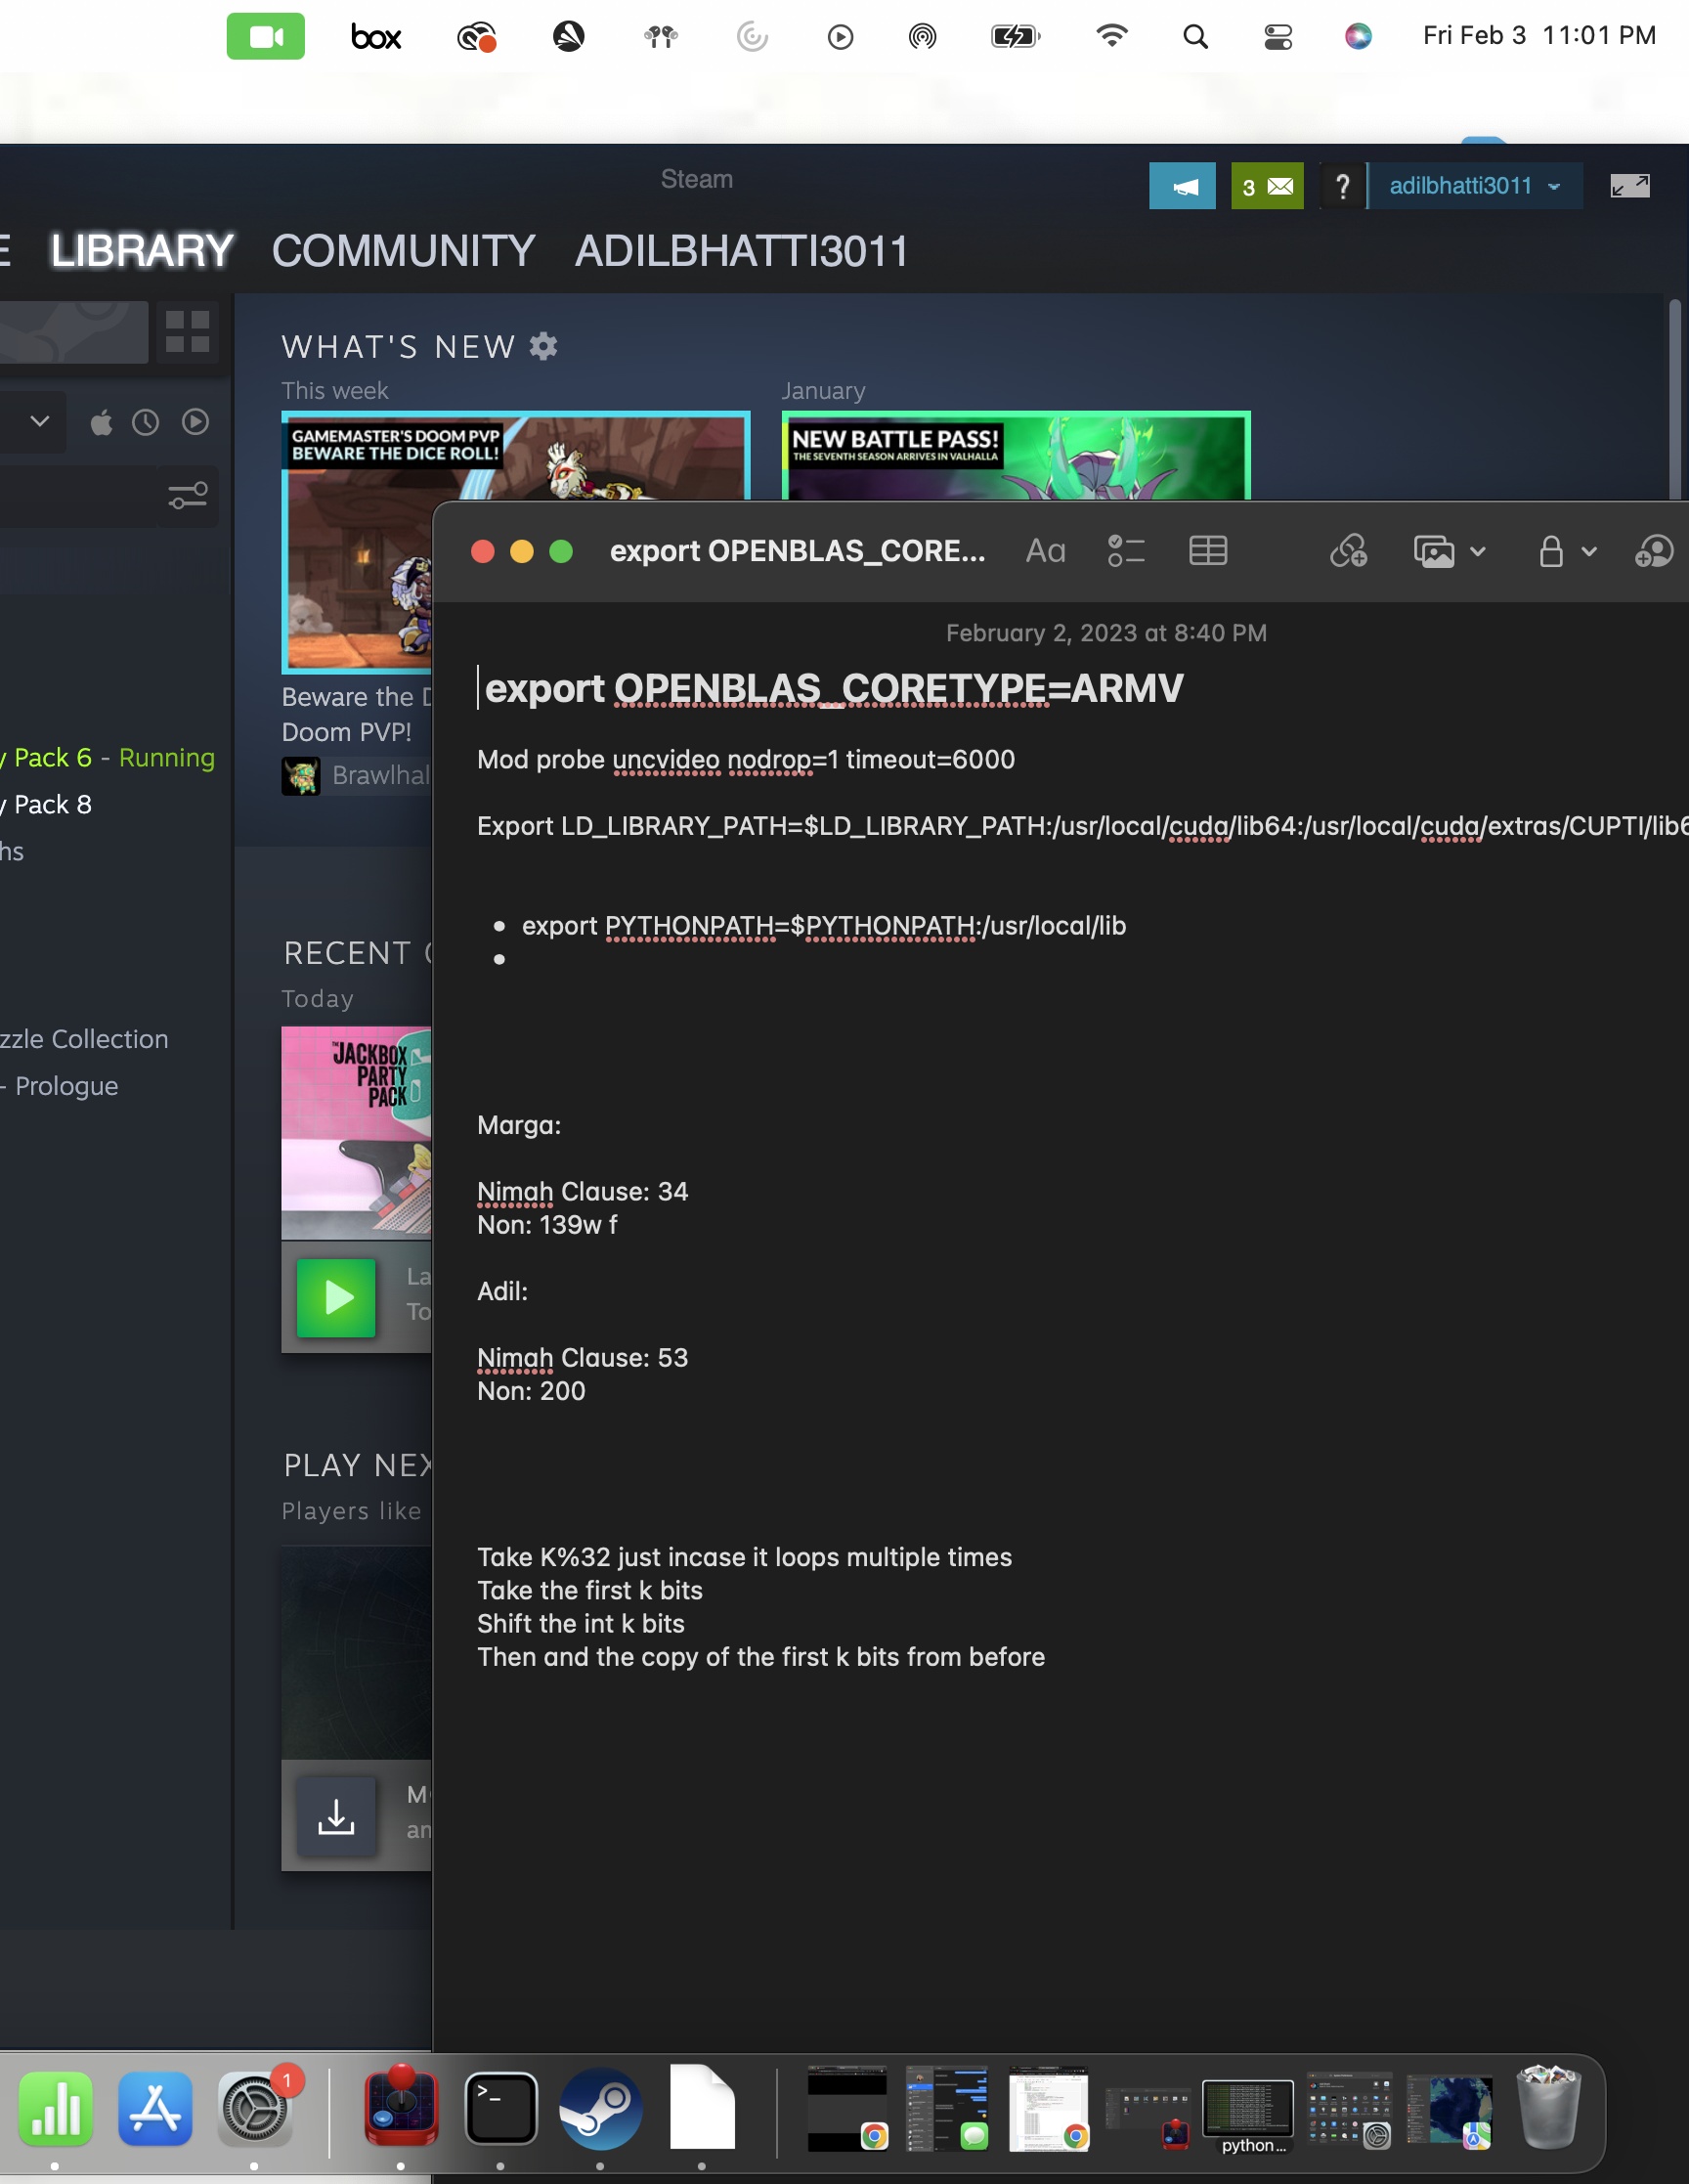 box
Fri Feb 3 11:01 PM
Steam
3
?
adilbhatti3011
LIBRARY COMMUNITY ADILBHATTI3011
WHAT'S NEW
This week
January
GAMEMASTER'S DOOM PVP
BEWARE THE DICE ROLL!
NEW BATTLE PASS!
THE SEVENTH SEASON ARRIVES IN VALHALLA
Beware the D
Doom PVP!
Brawlhal
y Pack 6 - Running
y Pack 8
hs
zzle Collection
- Prologue
RECENT
Today
THE JACKBOX
PARTY
PACK
La
To
PLAY NEX
Players like
M
an
export OPENBLAS_CORE...
Aa
February 2, 2023 at 8:40 PM
export OPENBLAS_CORETYPE=ARMV
Mod probe uncvideo nodrop=1 timeout=6000
Export LD_LIBRARY_PATH=$LD_LIBRARY_PATH:/usr/local/cuda/lib64:/usr/local/cuda/extras/CUPTI/lib6
• export PYTHONPATH=$PYTHONPATH:/usr/local/lib
•
Marga:
Nimah Clause: 34
Non: 139w f
Adil:
Nimah Clause: 53
Non: 200
Take K%32 just incase it loops multiple times
Take the first k bits
Shift the int k bits
Then and the copy of the first k bits from before
1
>_
python...